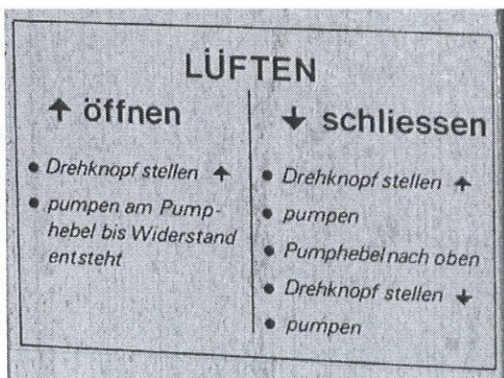 LÜFTEN
↑ öffnen
• Drehknopf stellen ↑
• pumpen am Pump-
hebel bis Widerstand
entsteht
↓ schliessen
• Drehknopf stellen ↑
• pumpen
• Pumphebel nach oben
• Drehknopf stellen ↓
• pumpen